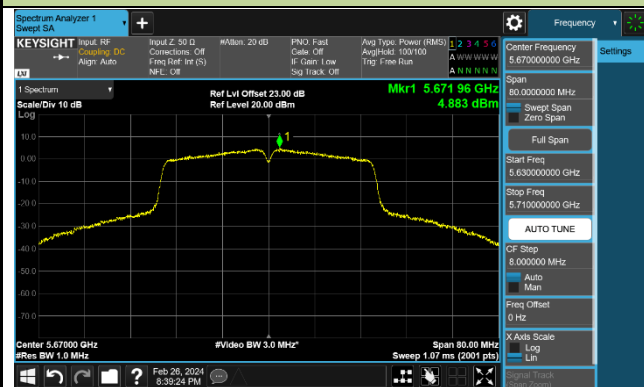 Spectrum Analyzer 1
Swept SA
Frequency
KEYSIGHT
Input: RF
Coupling: DC
Align: Auto
Input Z: 50 Ω
Corrections: Off
Freq Ref: Int (S)
NFE: Off
#Atten: 20 dB
PNO: Fast
Gate: Off
IF Gain: Low
Sig Track: Off
Avg Type: Power (RMS)
Avg|Hold: 100/100
Trig: Free Run
1 2 3 4 5 6
A W W W W W
A N N N N N
LXI
1 Spectrum
Scale/Div 10 dB
Log
Ref Lvl Offset 23.00 dB
Ref Level 20.00 dBm
Mkr1 5.671 96 GHz
4.883 dBm
1
10.0
0.00
-10.0
-20.0
-30.0
-40.0
-50.0
-60.0
-70.0
Center 5.67000 GHz
#Res BW 1.0 MHz
#Video BW 3.0 MHz*
Span 80.00 MHz
Sweep 1.07 ms (2001 pts)
Feb 26, 2024
8:39:24 PM
Center Frequency
5.670000000 GHz
Settings
Span
80.0000000 MHz
Swept Span
Zero Span
Full Span
Start Freq
5.630000000 GHz
Stop Freq
5.710000000 GHz
AUTO TUNE
CF Step
8.000000 MHz
Auto
Man
Freq Offset
0 Hz
X Axis Scale
Log
Lin
Signal Track
(Span Zoom)